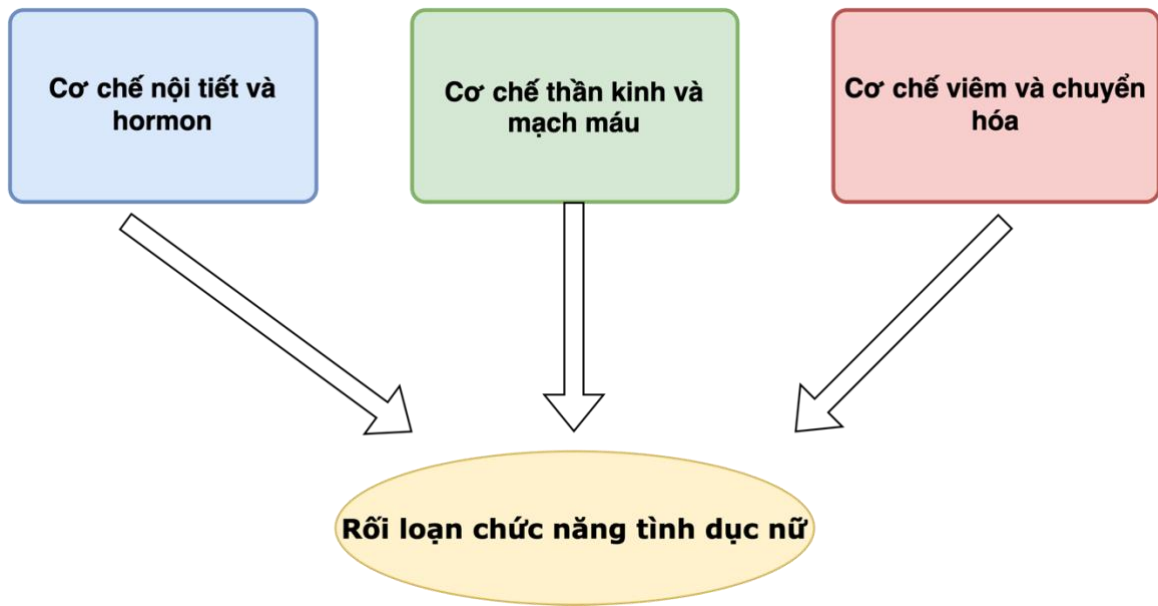 Cơ chế nội tiết và
hormon
Cơ chế thần kinh và
mạch máu
Cơ chế viêm và chuyển
hóa
Rối loạn chức năng tình dục nữ